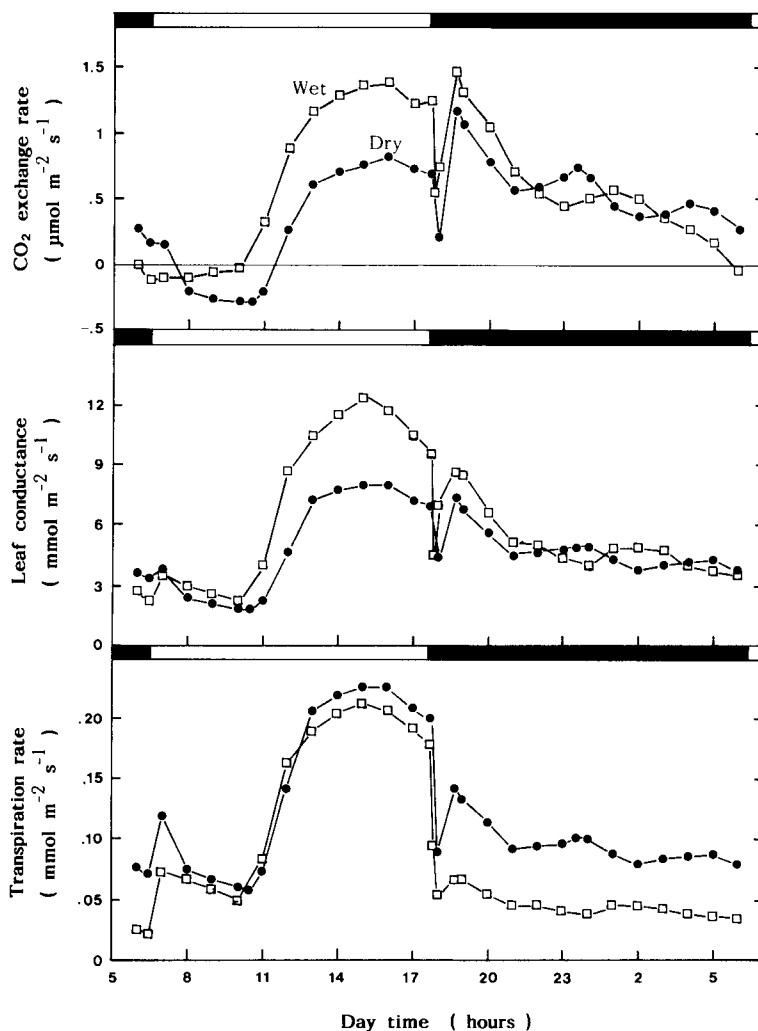 1.5
Wet
1
Dry
.5
0
-.5
CO₂ exchange rate
( µmol m⁻² s⁻¹ )
12
9
6
3
0
Leaf conductance
( mmol m⁻² s⁻¹ )
.20
.15
.10
.05
0
Transpiration rate
( mmol m⁻² s⁻¹ )
5 8 11 14 17 20 23 2 5
Day time ( hours )